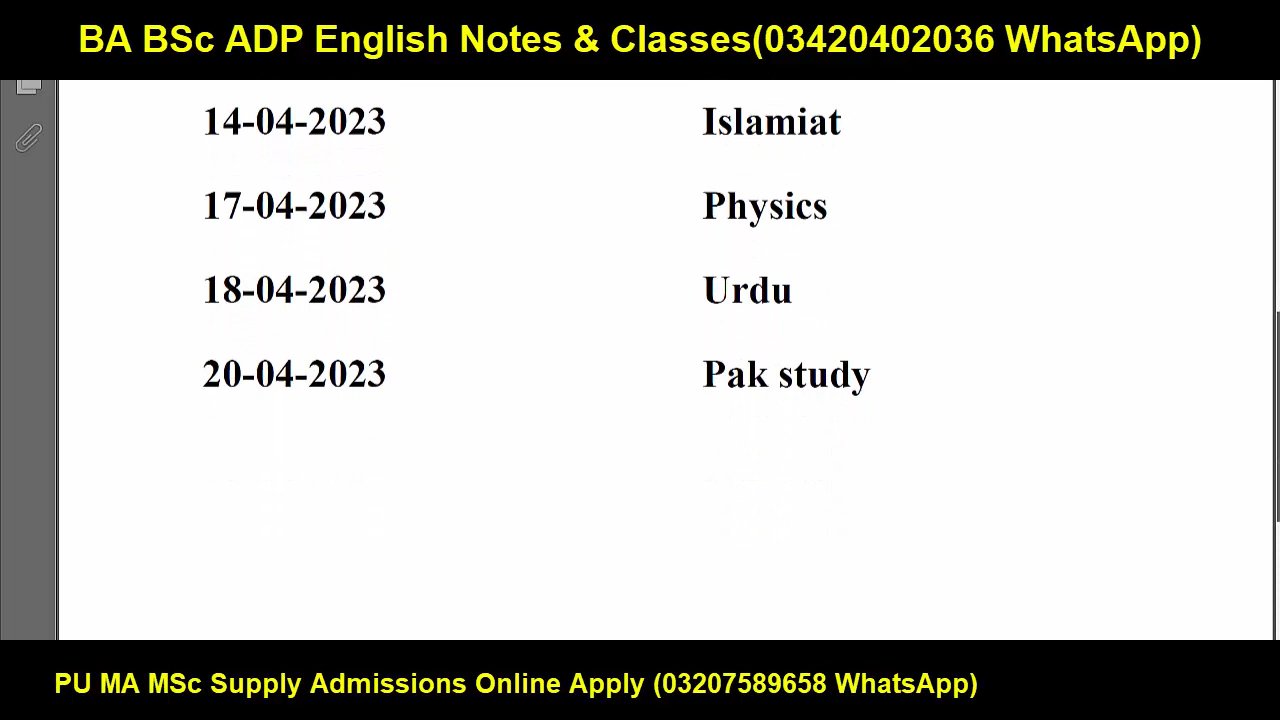 BA BSc ADP English Notes & Classes(03420402036 WhatsApp)
14-04-2023 Islamiat
17-04-2023 Physics
18-04-2023 Urdu
20-04-2023 Pak study
PU MA MSc Supply Admissions Online Apply (03207589658 WhatsApp)